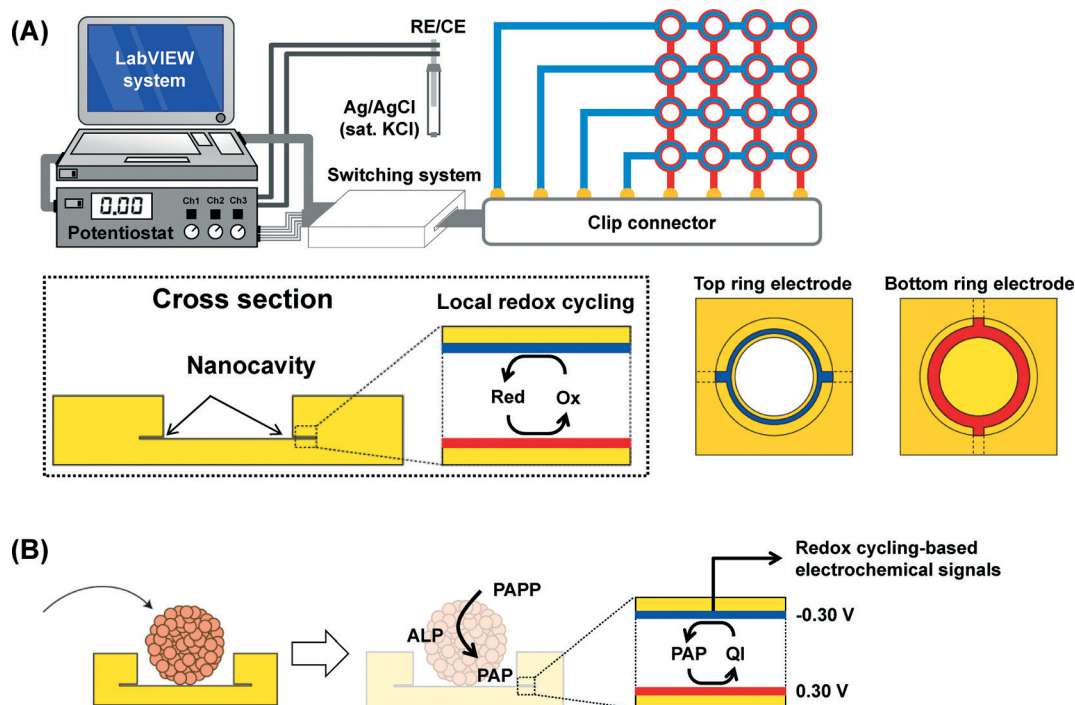 (A)
LabVIEW
system
RE/CE
Ag/AgCl
(sat. KCl)
Switching system
0.00
Ch1 Ch2 Ch3
Potentiostat
Clip connector
Cross section
Local redox cycling
Nanocavity
Red
Ox
Top ring electrode
Bottom ring electrode
(B)
PAPP
ALP
PAP
Redox cycling-based
electrochemical signals
-0.30 V
PAP
QI
0.30 V